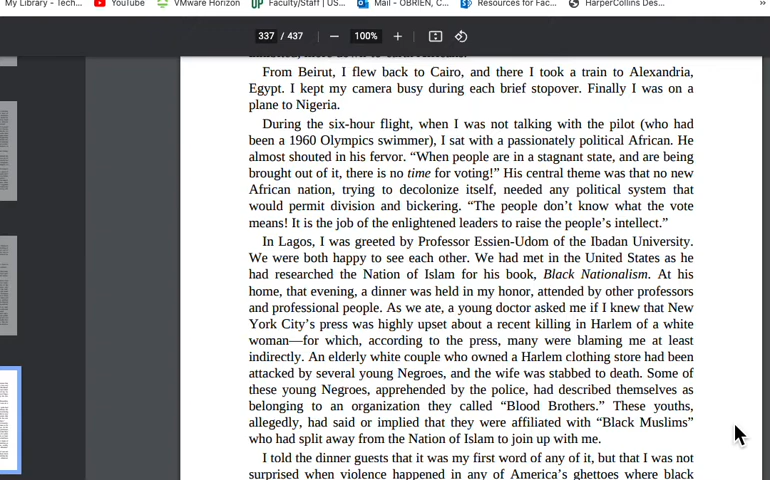 My Library - Tech...
YouTube
VMware Horizon
UP Faculty/Staff | US...
Mail - OBRIEN, C...
Resources for Fac...
HarperCollins Des...
»
337 / 437 — 100% +
From Beirut, I flew back to Cairo, and there I took a train to Alexandria,
Egypt. I kept my camera busy during each brief stopover. Finally I was on a
plane to Nigeria.
During the six-hour flight, when I was not talking with the pilot (who had
been a 1960 Olympics swimmer), I sat with a passionately political African. He
almost shouted in his fervor. “When people are in a stagnant state, and are being
brought out of it, there is no time for voting!” His central theme was that no new
African nation, trying to decolonize itself, needed any political system that
would permit division and bickering. “The people don’t know what the vote
means! It is the job of the enlightened leaders to raise the people’s intellect.”
In Lagos, I was greeted by Professor Essien-Udom of the Ibadan University.
We were both happy to see each other. We had met in the United States as he
had researched the Nation of Islam for his book, Black Nationalism. At his
home, that evening, a dinner was held in my honor, attended by other professors
and professional people. As we ate, a young doctor asked me if I knew that New
York City’s press was highly upset about a recent killing in Harlem of a white
woman—for which, according to the press, many were blaming me at least
indirectly. An elderly white couple who owned a Harlem clothing store had been
attacked by several young Negroes, and the wife was stabbed to death. Some of
these young Negroes, apprehended by the police, had described themselves as
belonging to an organization they called “Blood Brothers.” These youths,
allegedly, had said or implied that they were affiliated with “Black Muslims”
who had split away from the Nation of Islam to join up with me.
I told the dinner guests that it was my first word of any of it, but that I was not
surprised when violence happened in any of America’s ghettoes where black